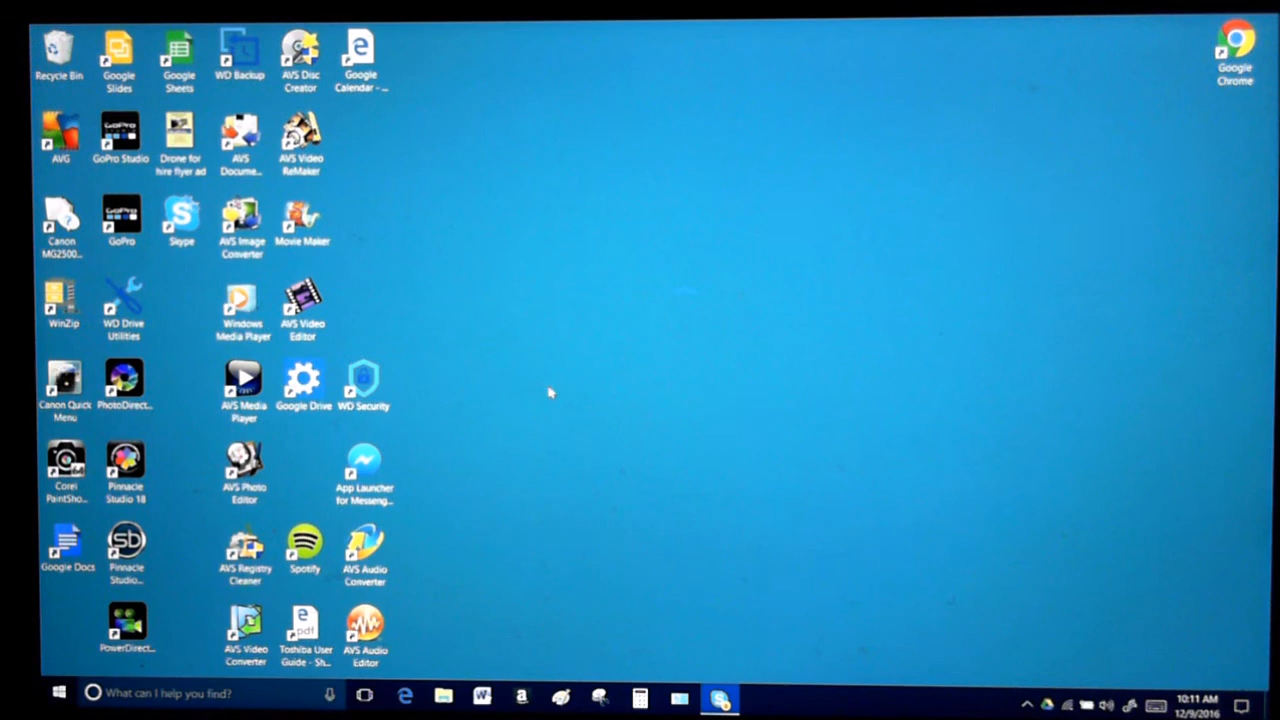 Recycle Bin
Google
Slides
Google
Sheets
WD Backup
AVS Disc
Creator
Google
Calendar - ...
Google
Chrome
AVG
GoPro Studio
Drone for
hire flyer ad
AVS
Docume...
AVS Video
ReMaker
Canon
MG2500...
GoPro
Skype
AVS Image
Converter
Movie Maker
WinZip
WD Drive
Utilities
Windows
Media Player
AVS Video
Editor
Canon Quick
Menu
PhotoDirect...
AVS Media
Player
Google Drive
WD Security
Corel
PaintSho...
Pinnacle
Studio 18
AVS Photo
Editor
App Launcher
for Messeng...
Google Docs
Pinnacle
Studio...
AVS Registry
Cleaner
Spotify
AVS Audio
Converter
PowerDirect...
AVS Video
Converter
Toshiba User
Guide - Sh...
AVS Audio
Editor
What can I help you find?
10:11 AM
12/9/2016